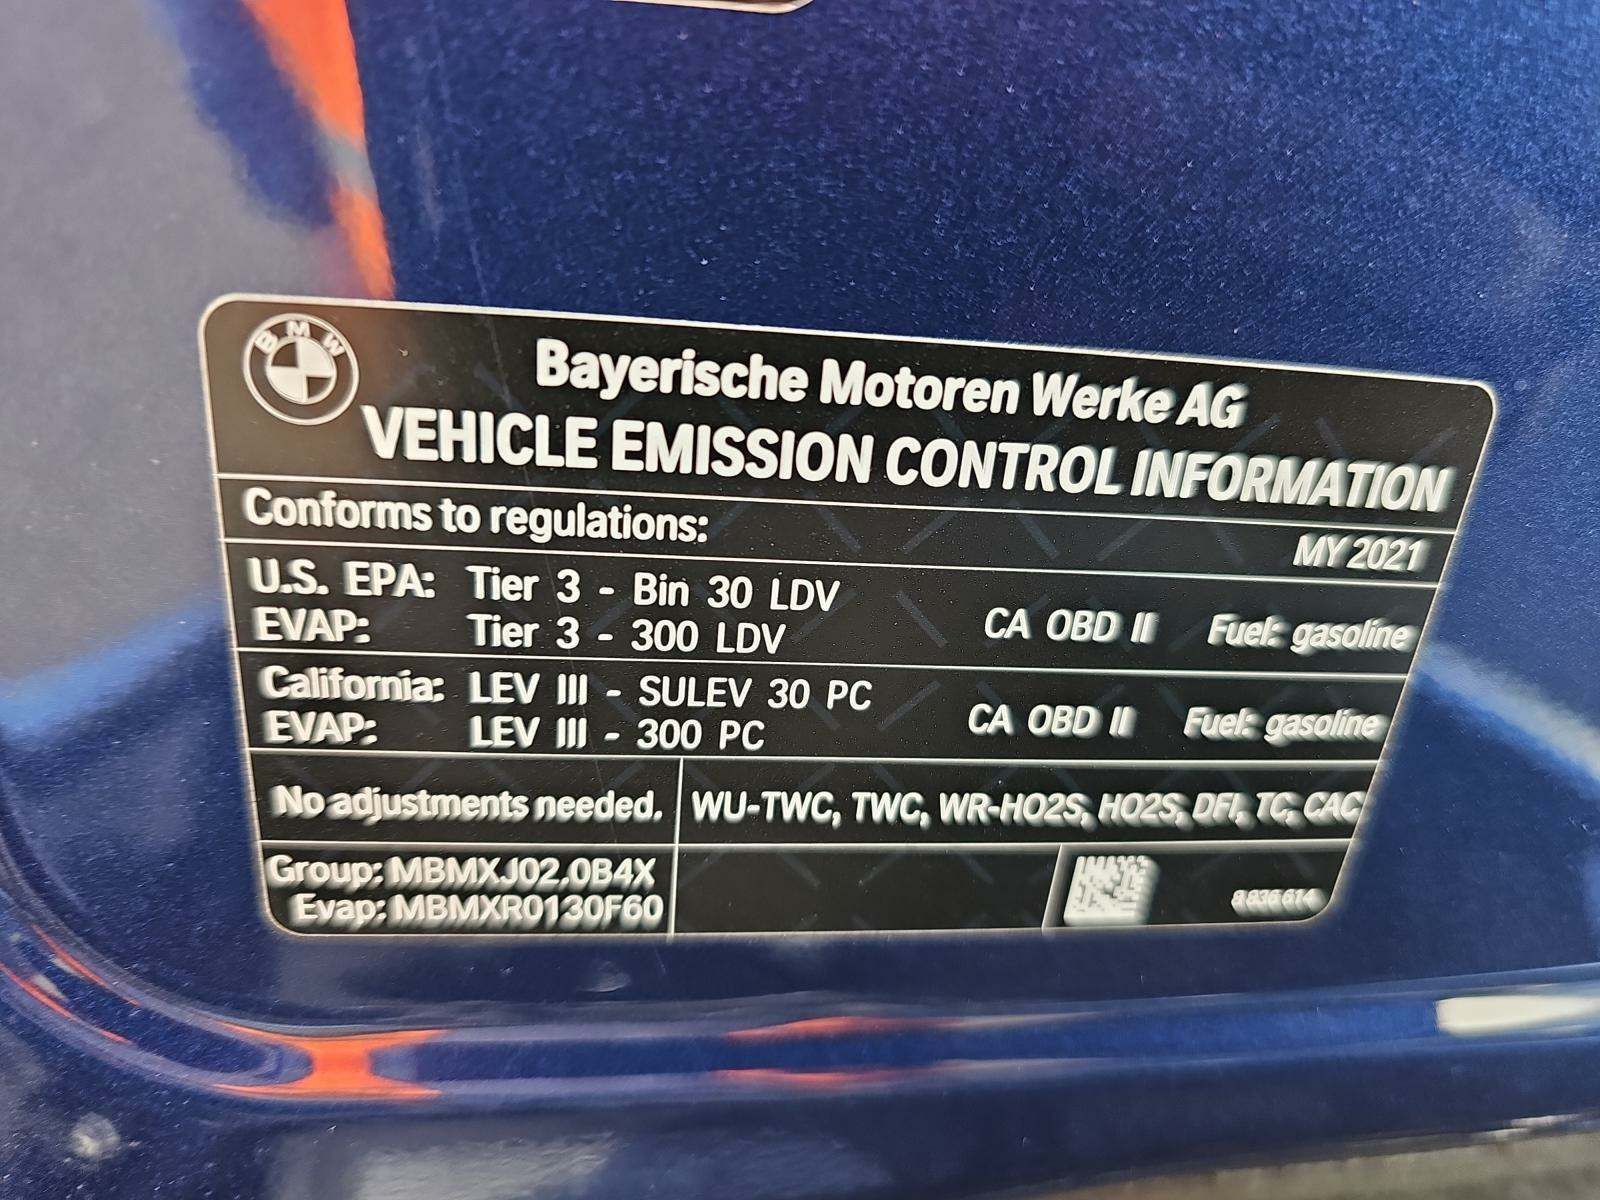 BMW
Bayerische Motoren Werke AG
VEHICLE EMISSION CONTROL INFORMATION
Conforms to regulations:
MY 2021
U.S. EPA: Tier 3 - Bin 30 LDV
EVAP: Tier 3 - 300 LDV
CA OBD II Fuel: gasoline
California: LEV III - SULEV 30 PC
EVAP: LEV III - 300 PC
CA OBD II Fuel: gasoline
No adjustments needed.
WU-TWC, TWC, WR-HO2S, HO2S, DFI, TC, CAC
Group: MBMXJ02.0B4X
Evap: MBMXR0130F60